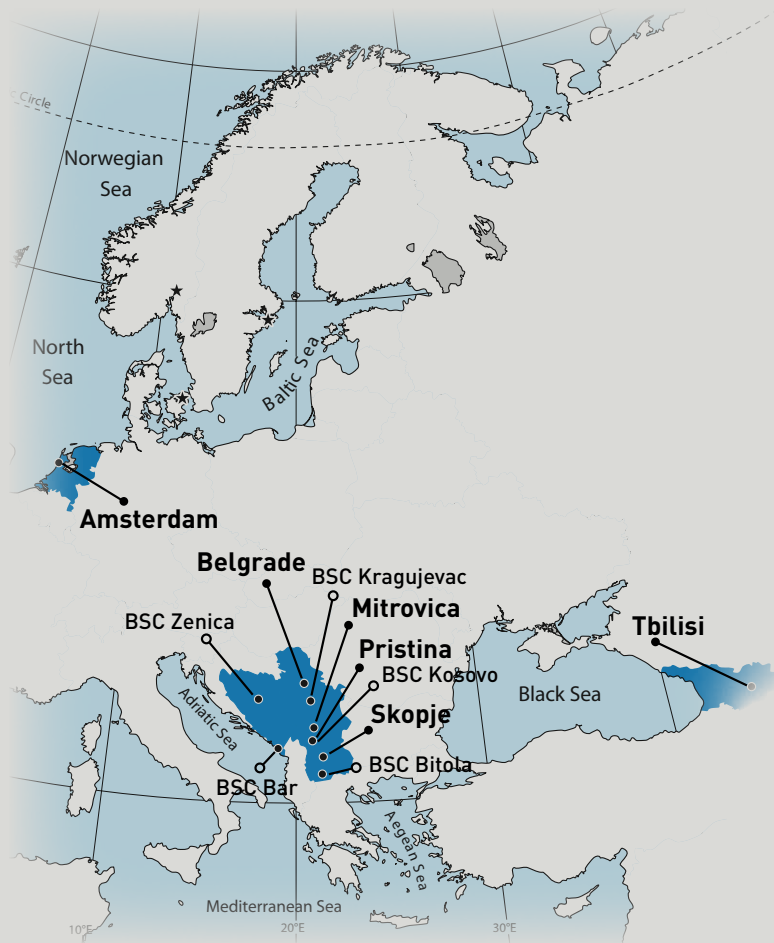 Circle
Norwegian
Sea
North
Sea
Baltic Sea
Amsterdam
Belgrade
BSC Kragujevac
Mitrovica
BSC Zenica
Tbilisi
Pristina
BSC Kosovo
Adriatic Sea
Black Sea
Skopje
BSC Bitola
BSC Bar
Aegean Sea
Mediterranean Sea
10°E
20°E
30°E